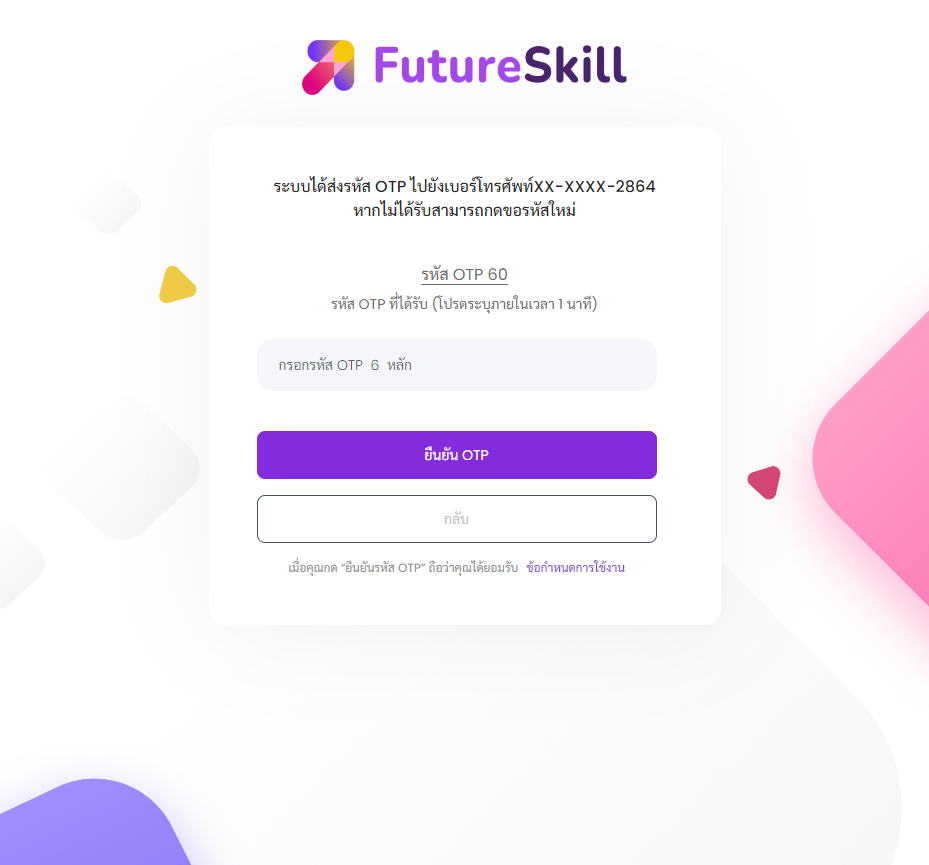 FutureSkill
ระบบได้ส่งรหัส OTP ไปยังเบอร์โทรศัพท์XX-XXXX-2864
หากไม่ได้รับสามารถกดขอรหัสใหม่
รหัส OTP 60
รหัส OTP ที่ได้รับ (โปรดระบุภายในเวลา 1 นาที)
กรอกรหัส OTP 6 หลัก
ยืนยัน OTP
กลับ
เมื่อคุณกด “ยืนยันรหัส OTP” ถือว่าคุณได้ยอมรับ ข้อกำหนดการใช้งาน